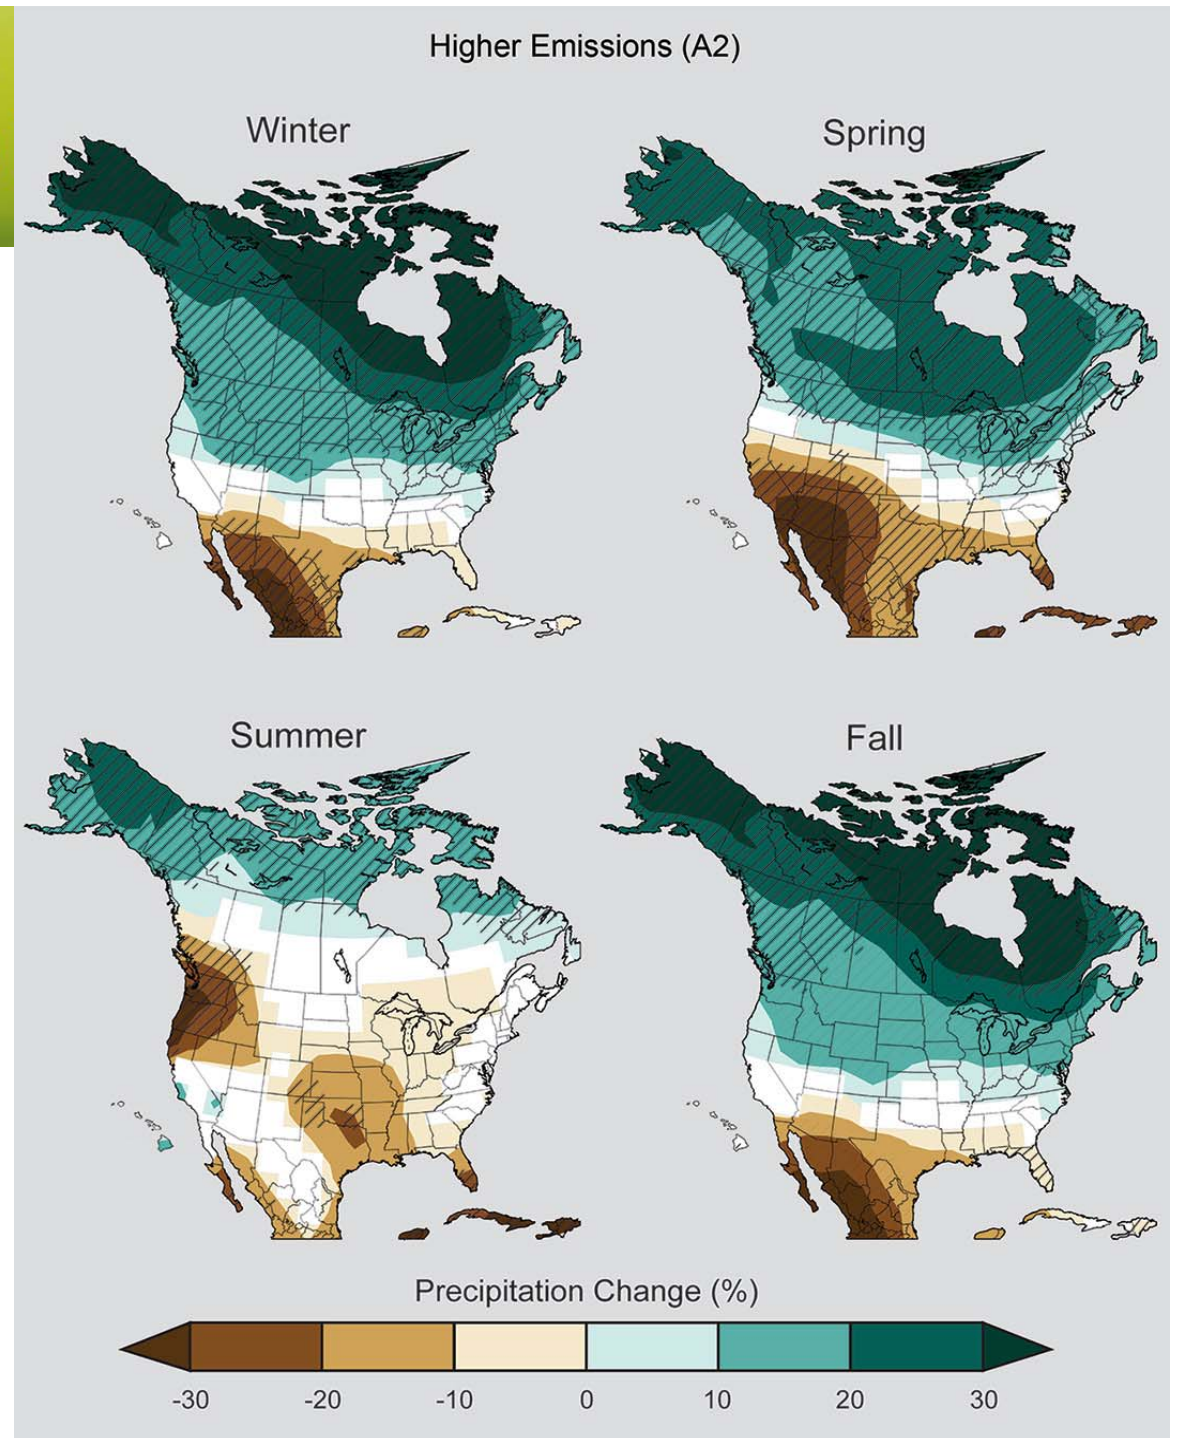 Higher Emissions (A2)
Winter
Spring
Summer
Fall
Precipitation Change (%)
-30 -20 -10 0 10 20 30